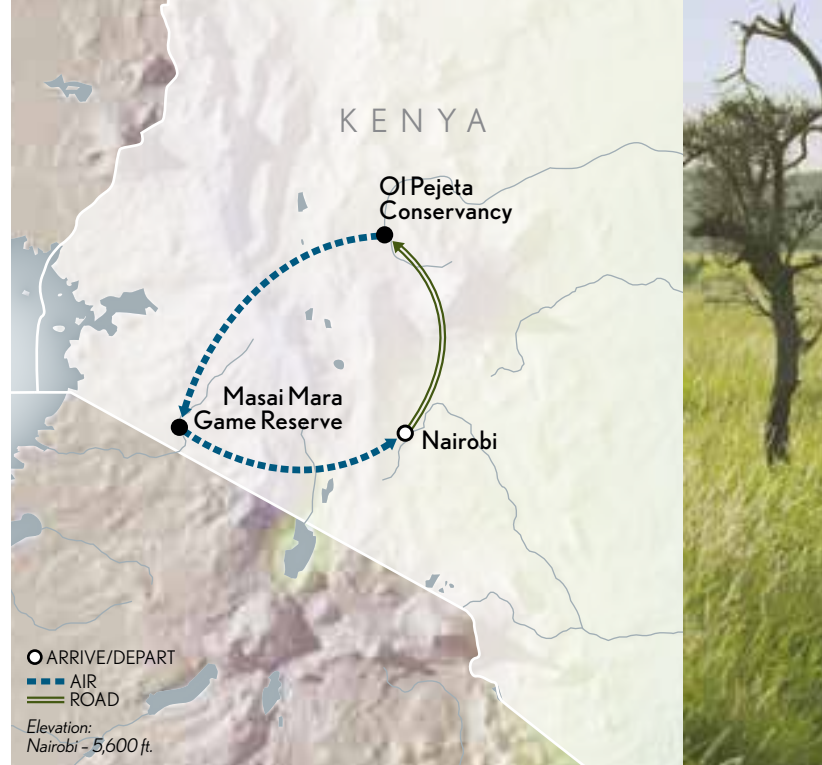 KENYA
Ol Pejeta
Conservancy
Masai Mara
Game Reserve
Nairobi
ARRIVE/DEPART
AIR
ROAD
Elevation:
Nairobi – 5,600 ft.